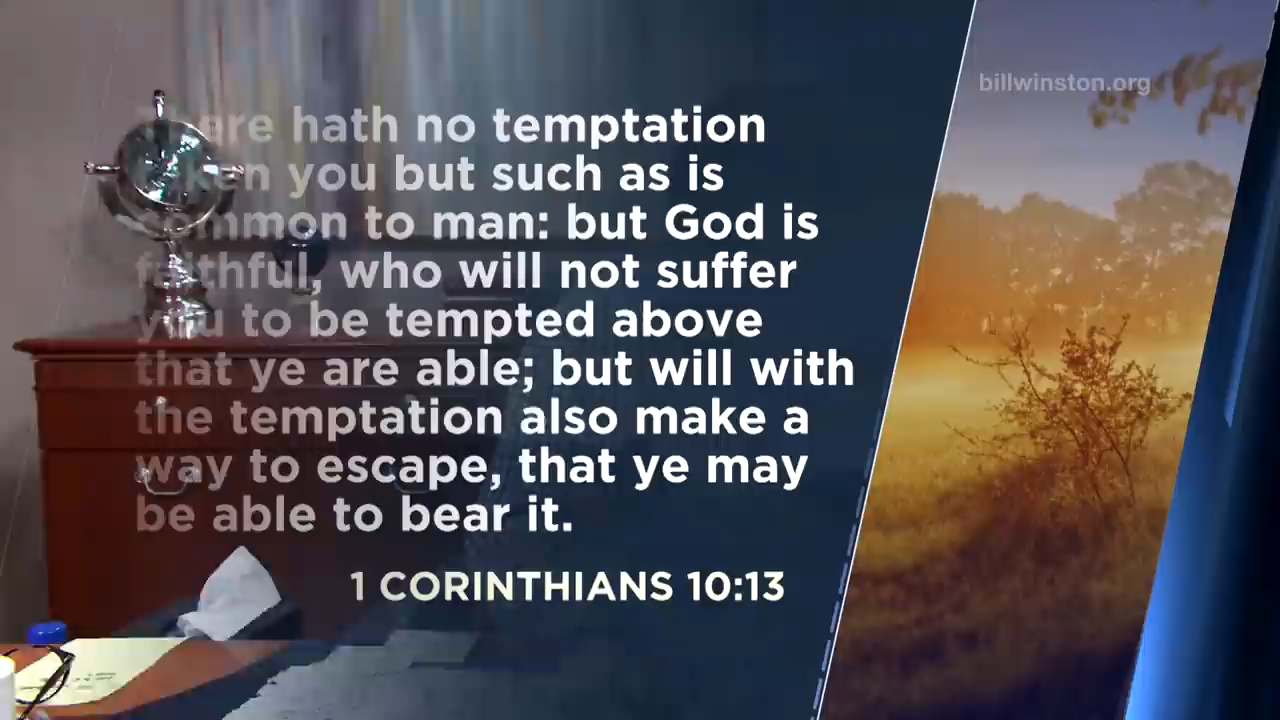 billwinston.org
There hath no temptation
taken you but such as is
common to man: but God is
faithful, who will not suffer
you to be tempted above
that ye are able; but will with
the temptation also make a
way to escape, that ye may
be able to bear it.
1 CORINTHIANS 10:13